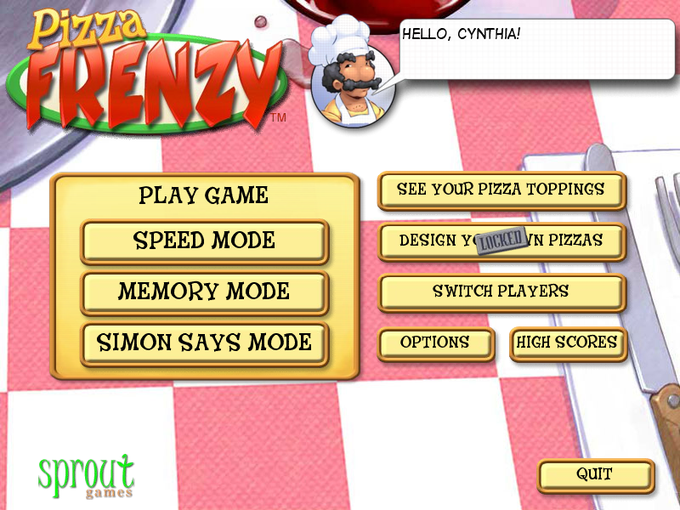 Pizza
FRENZY
TM
HELLO, CYNTHIA!
PLAY GAME
SPEED MODE
MEMORY MODE
SIMON SAYS MODE
SEE YOUR PIZZA TOPPINGS
DESIGN LOCKED PIZZAS
SWITCH PLAYERS
OPTIONS
HIGH SCORES
sprout
games
QUIT